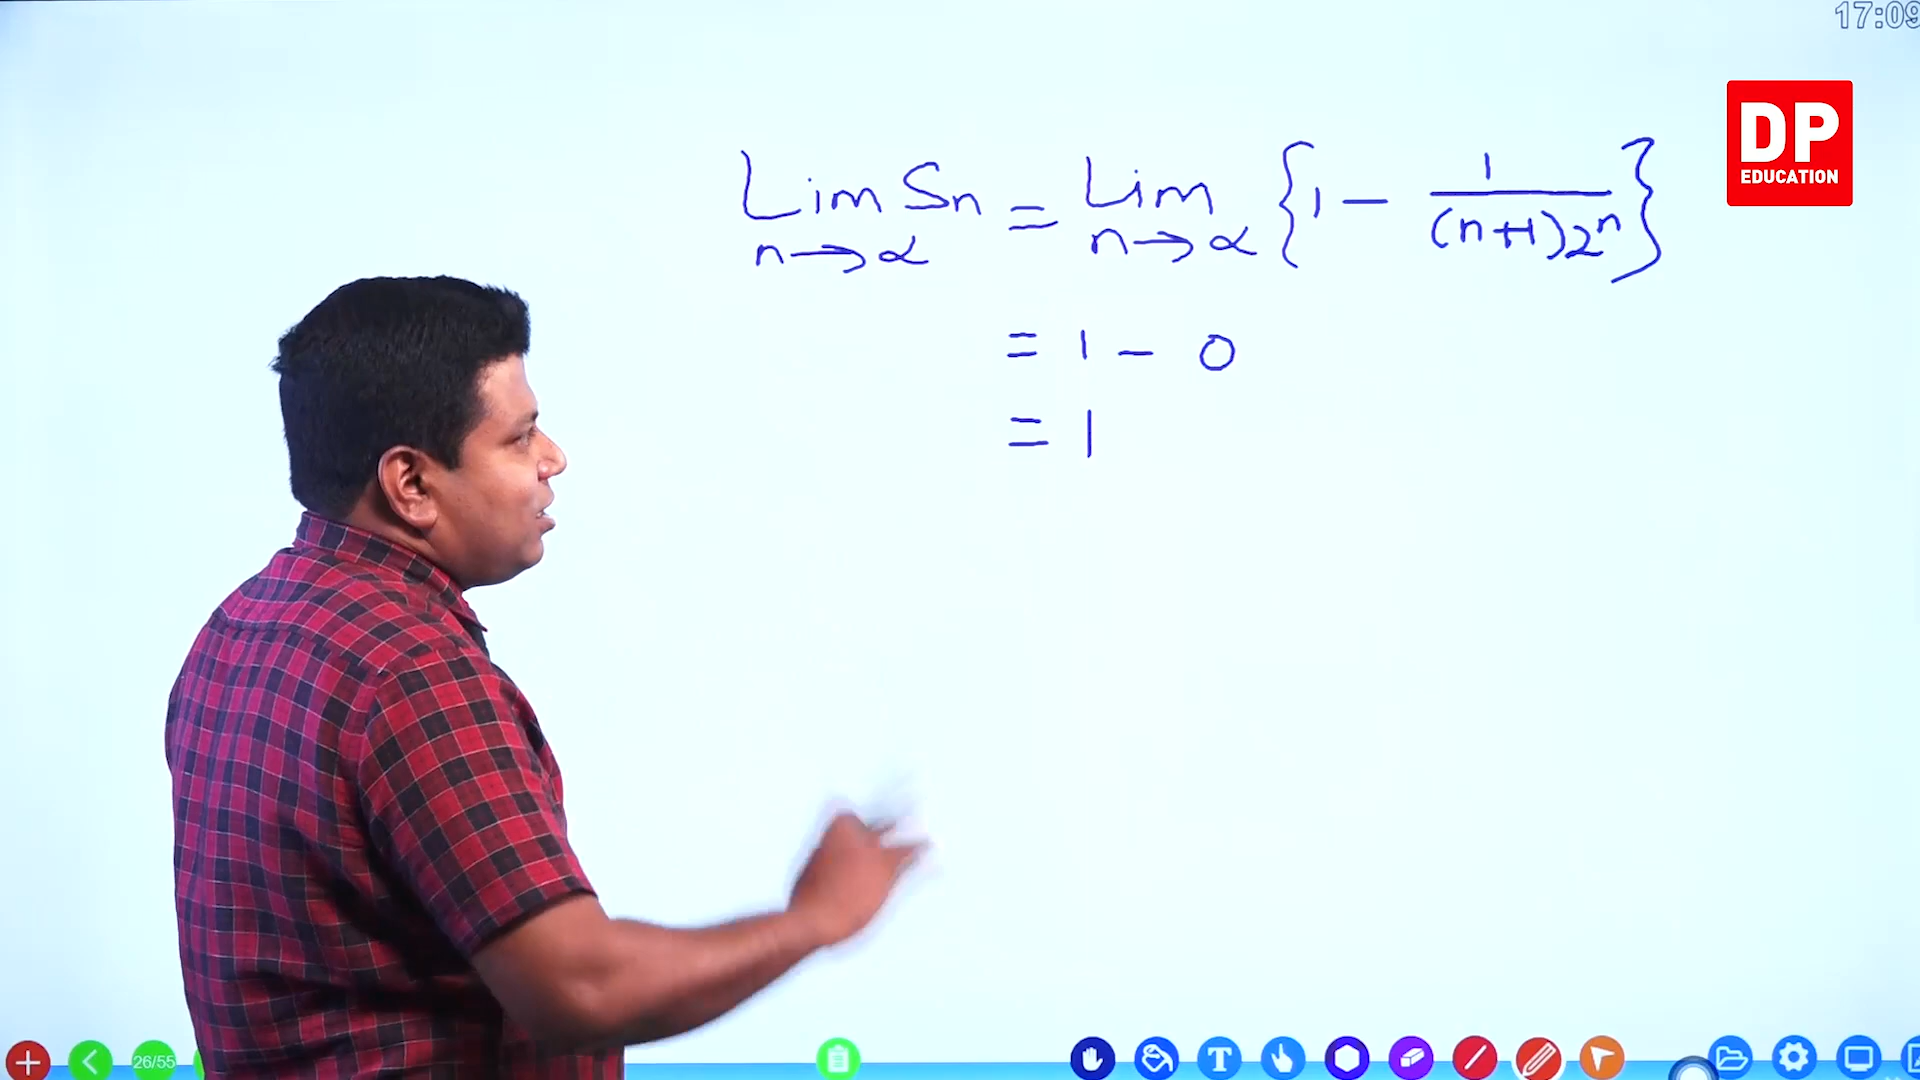 17:09
DP
EDUCATION
Lim Sn = Lim { 1 - 1/((n+1)2ⁿ) }
n→α n→α
= 1 - 0
= 1
26/55
T